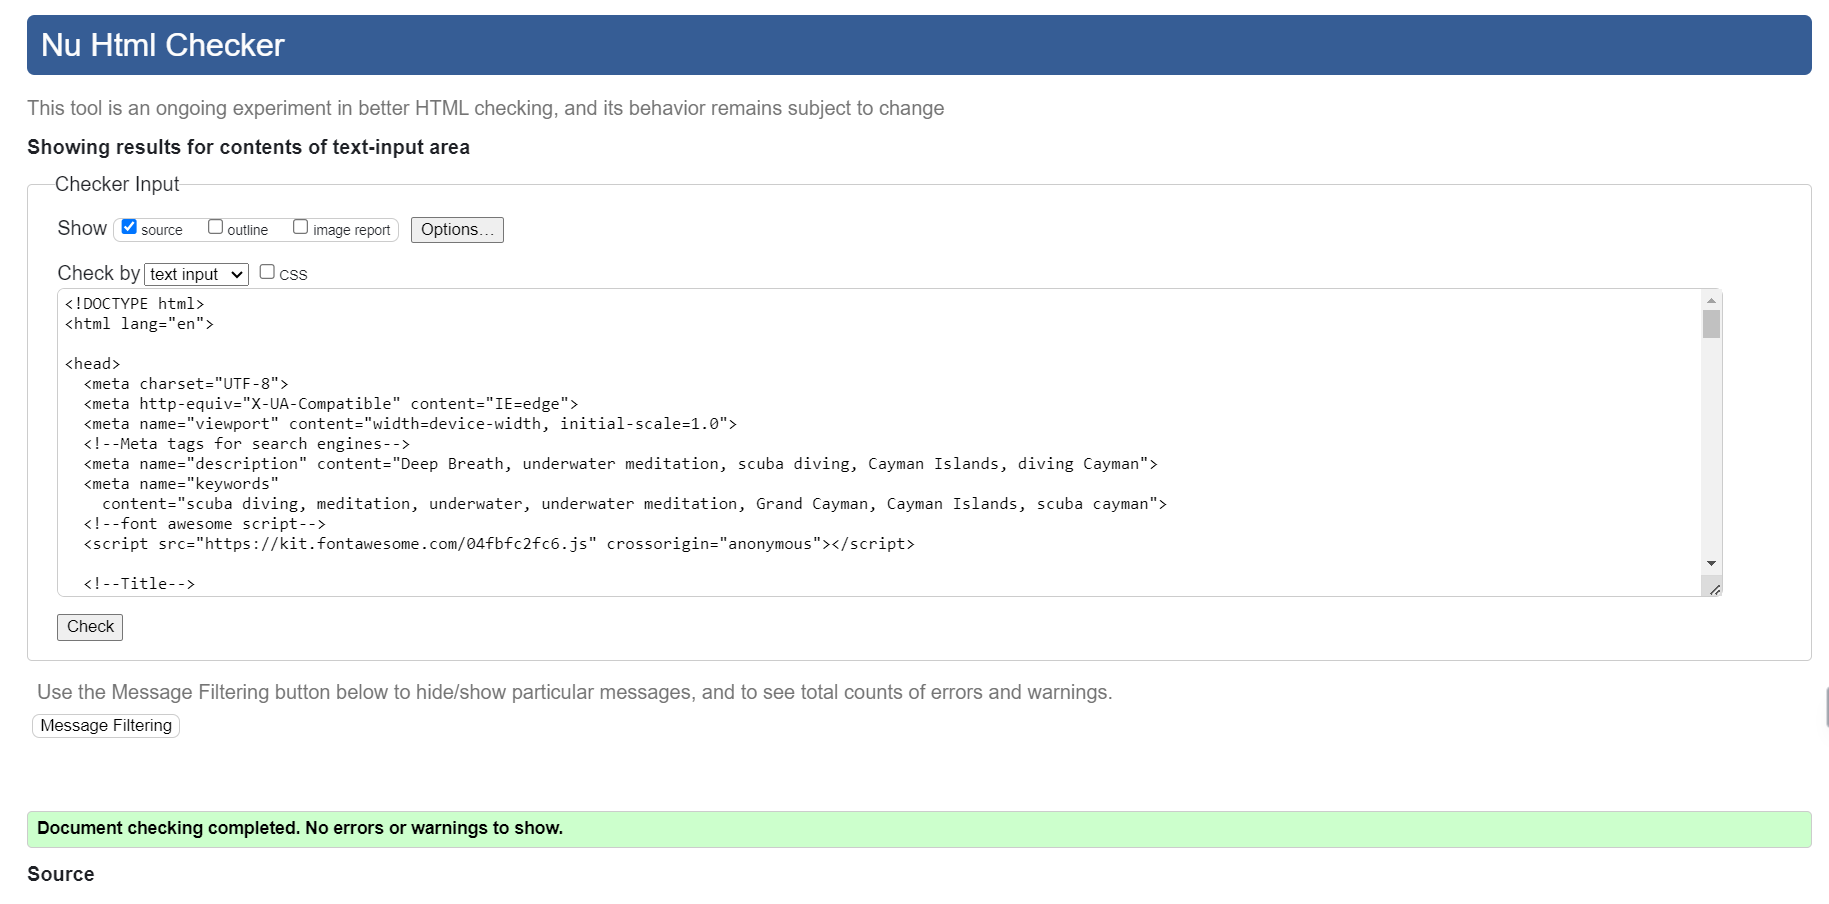 Nu Html Checker
This tool is an ongoing experiment in better HTML checking, and its behavior remains subject to change
Showing results for contents of text-input area
Checker Input
Show source outline image report Options...
Check by text input CSS
<!DOCTYPE html>
<html lang="en">
<head>
<meta charset="UTF-8">
<meta http-equiv="X-UA-Compatible" content="IE=edge">
<meta name="viewport" content="width=device-width, initial-scale=1.0">
<!--Meta tags for search engines-->
<meta name="description" content="Deep Breath, underwater meditation, scuba diving, Cayman Islands, diving Cayman">
<meta name="keywords"
content="scuba diving, meditation, underwater, underwater meditation, Grand Cayman, Cayman Islands, scuba cayman">
<!--font awesome script-->
<script src="https://kit.fontawesome.com/04fbfc2fc6.js" crossorigin="anonymous"></script>
<!--Title-->
Check
Use the Message Filtering button below to hide/show particular messages, and to see total counts of errors and warnings.
Message Filtering
Document checking completed. No errors or warnings to show.
Source